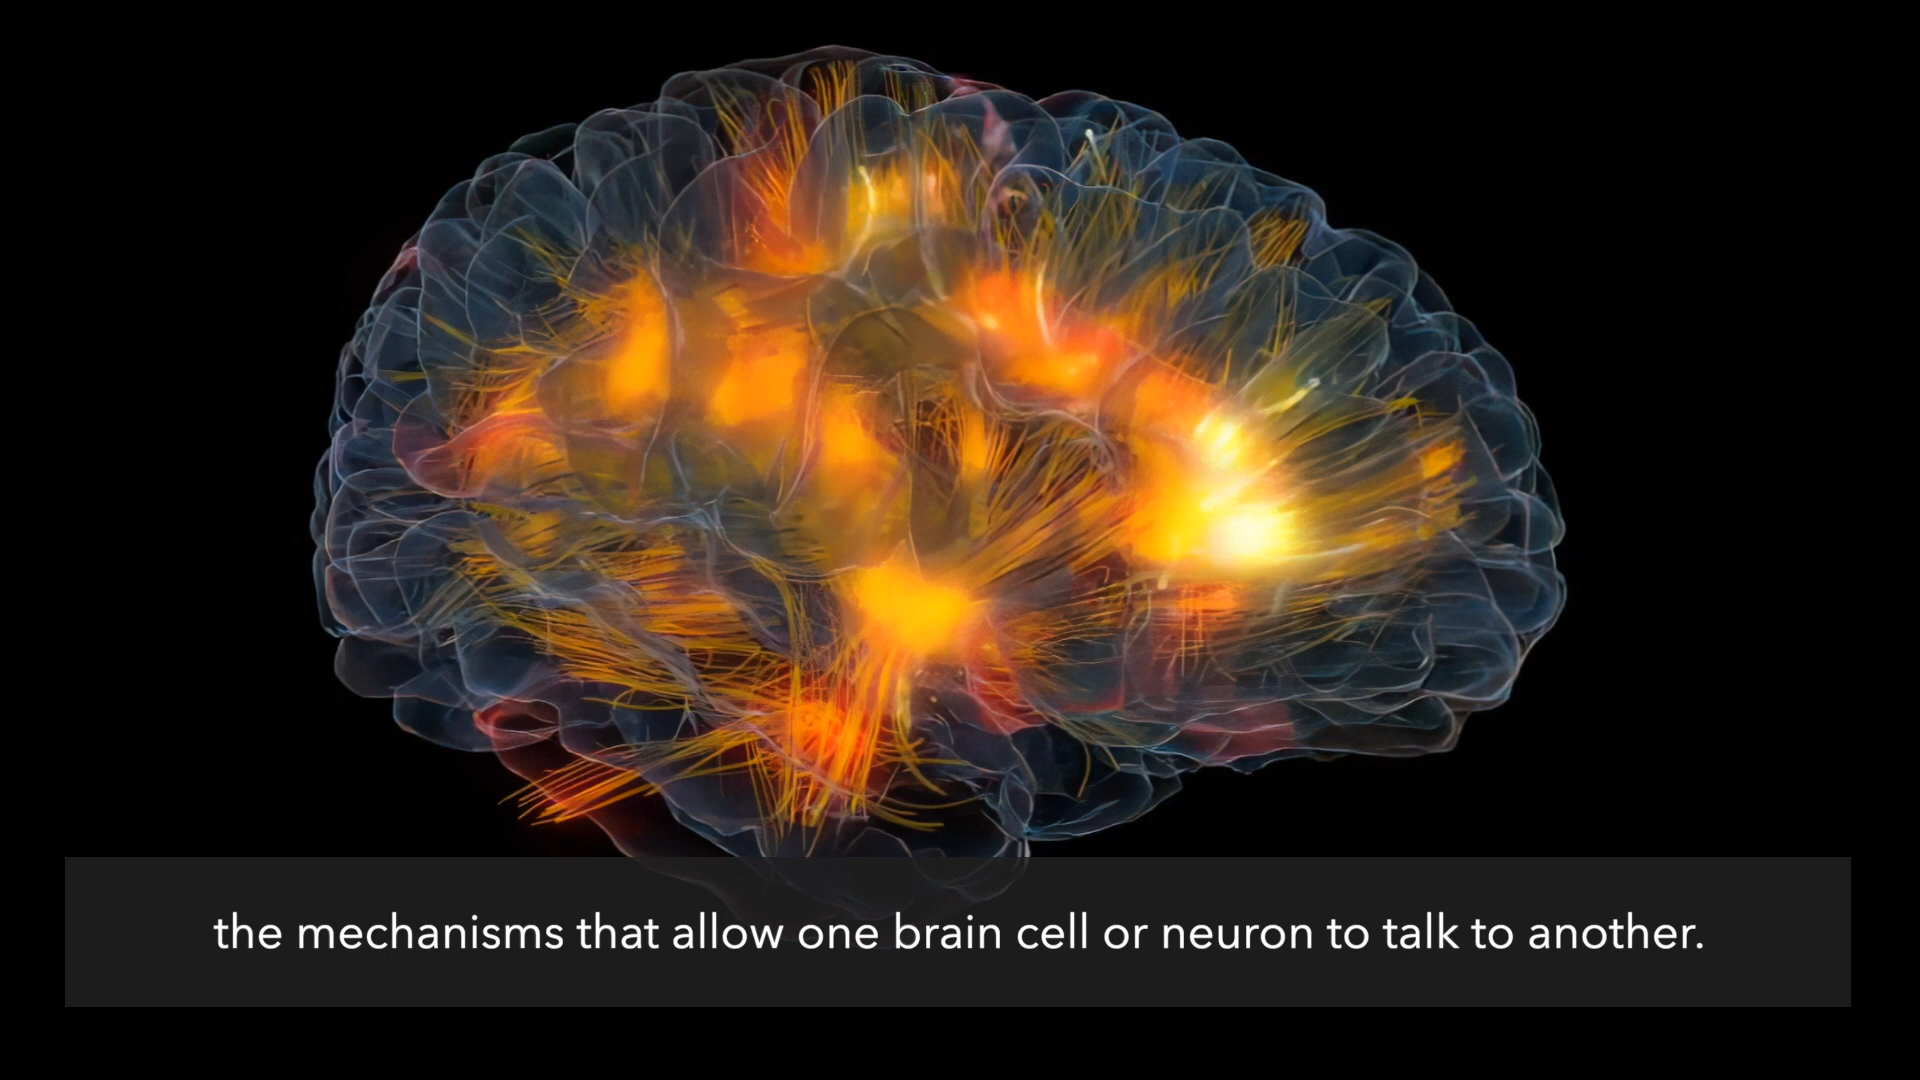 the mechanisms that allow one brain cell or neuron to talk to another.